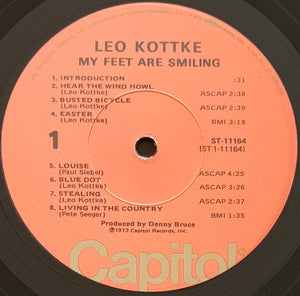 LEO KOTTKE
MY FEET ARE SMILING
1. INTRODUCTION :31
2. HEAR THE WIND HOWL
(Leo Kottke) ASCAP 2:38
3. BUSTED BICYCLE
(Leo Kottke) ASCAP 2:39
4. EASTER
(Leo Kottke) BMI 3:18
1
ST-11164
(ST1-11164)
5. LOUISE
(Paul Siebel) ASCAP 4:25
6. BLUE DOT
(Leo Kottke) ASCAP 3:26
7. STEALING
(Leo Kottke) ASCAP 2:37
8. LIVING IN THE COUNTRY
(Pete Seeger) BMI 1:35
Produced by Denny Bruce
℗1973 Capitol Records, Inc.
Capitol